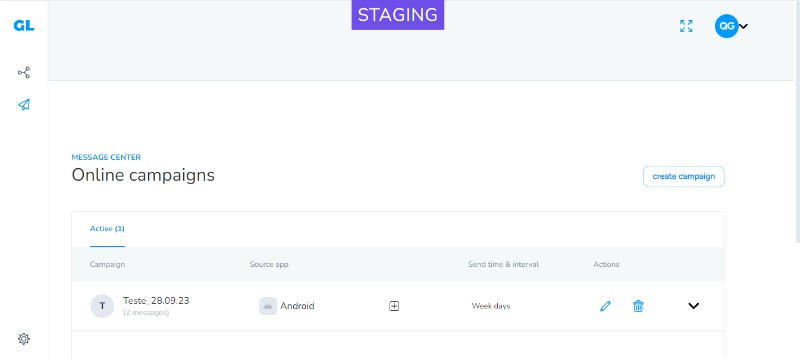 STAGING
GL
QG
MESSAGE CENTER
Online campaigns
create campaign
Active (1)
Campaign Source app Send time & interval Actions
T Teste_28.09.23 Android Week days
(2 messages)